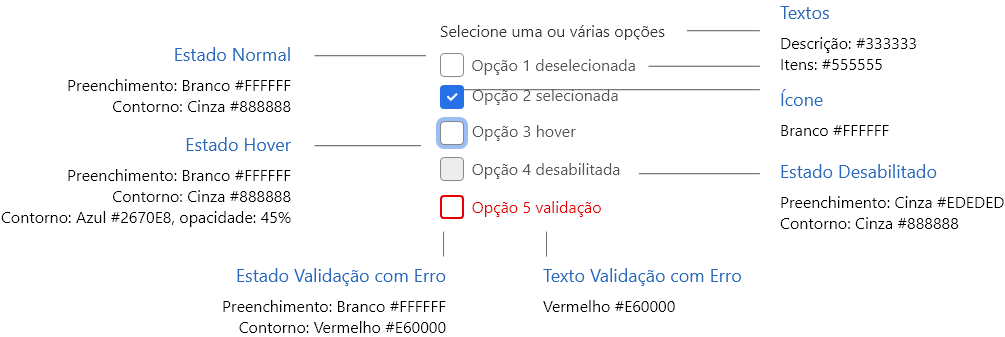 Selecione uma ou várias opções
Opção 1 deselecionada
Opção 2 selecionada
Opção 3 hover
Opção 4 desabilitada
Opção 5 validação
Estado Normal
Preenchimento: Branco #FFFFFF
Contorno: Cinza #888888
Estado Hover
Preenchimento: Branco #FFFFFF
Contorno: Cinza #888888
Contorno: Azul #2670E8, opacidade: 45%
Estado Validação com Erro
Preenchimento: Branco #FFFFFF
Contorno: Vermelho #E60000
Texto Validação com Erro
Vermelho #E60000
Textos
Descrição: #333333
Itens: #555555
Ícone
Branco #FFFFFF
Estado Desabilitado
Preenchimento: Cinza #EDEDED
Contorno: Cinza #888888